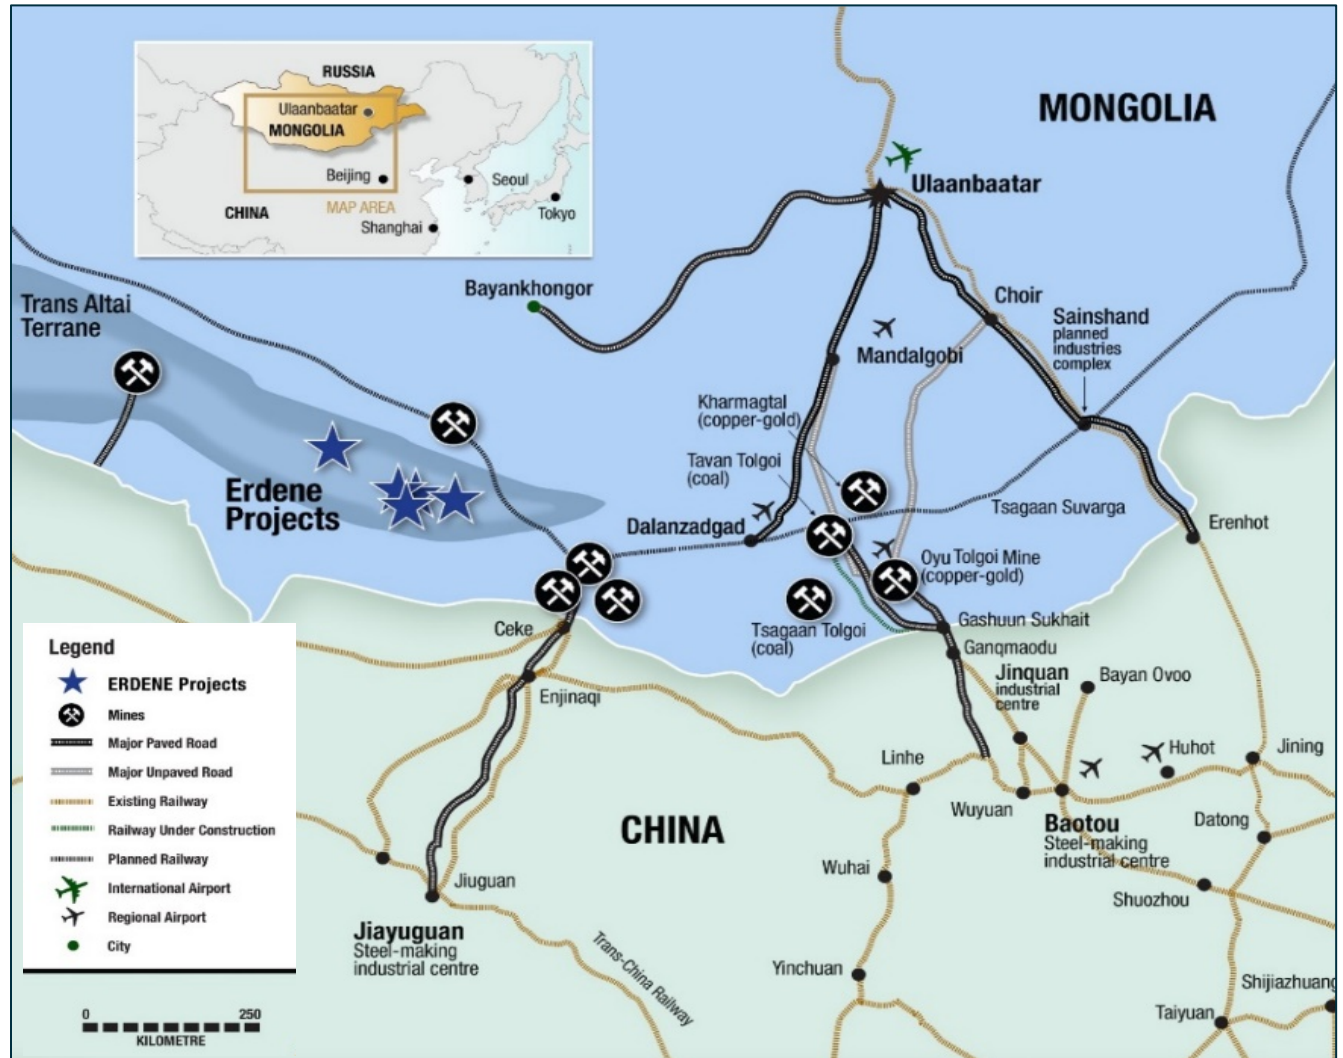 RUSSIA
Ulaanbaatar
MONGOLIA
Beijing
Seoul
MAP AREA
CHINA
Tokyo
Shanghai
MONGOLIA
Ulaanbaatar
Bayankhongor
Choir
Trans Altai
Terrane
Sainshand
planned
industries
complex
Mandalgobi
Kharmagtal
(copper-gold)
Tavan Tolgoi
(coal)
Erdene
Projects
Dalanzadgad
Tsagaan Suvarga
Erenhot
Oyu Tolgoi Mine
(copper-gold)
Tsagaan Tolgoi
(coal)
Gashuun Sukhait
Ceke
Ganqmaodu
Jinquan
industrial
centre
Bayan Ovoo
Enjinaqi
Linhe
Huhot
Jining
Wuyuan
Baotou
Steel-making
industrial centre
Datong
CHINA
Wuhai
Shuozhou
Jiuguan
Jiayuguan
Steel-making
industrial centre
Trans-China Railway
Yinchuan
Shijiazhuang
Taiyuan
Legend
ERDENE Projects
Mines
Major Paved Road
Major Unpaved Road
Existing Railway
Railway Under Construction
Planned Railway
International Airport
Regional Airport
City
0 250
KILOMETRE